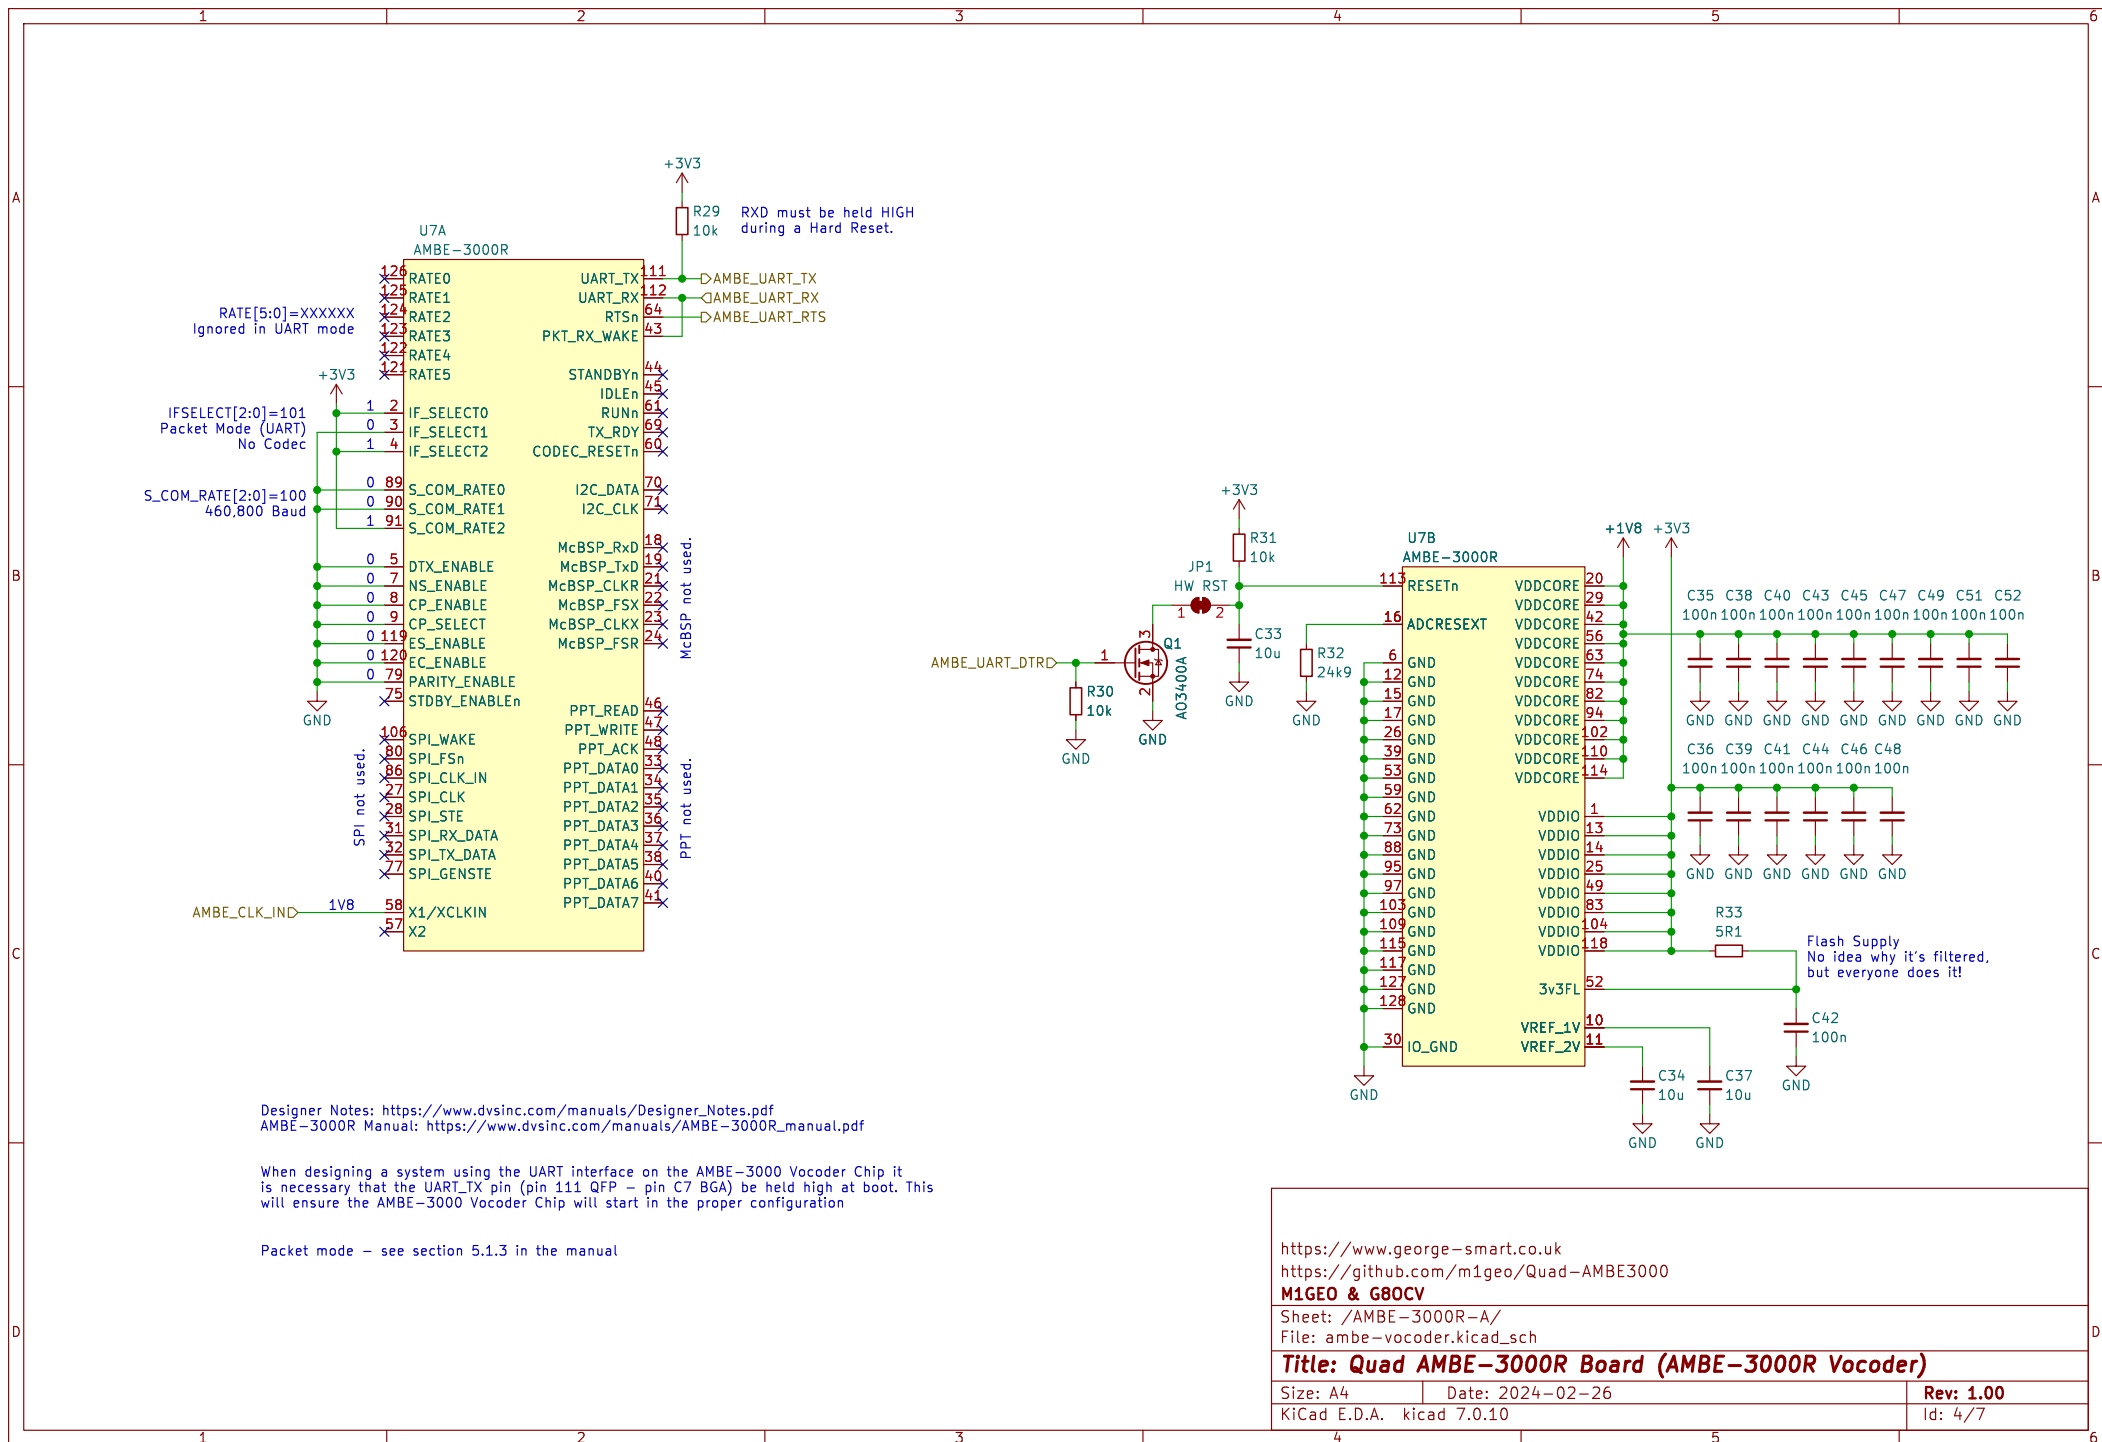 1 2 3 4 5 6
A A
B B
C C
D D
+3V3
R29
10k
RXD must be held HIGH
during a Hard Reset.
U7A
AMBE-3000R
126 RATE0
125 RATE1
124 RATE2
123 RATE3
122 RATE4
121 RATE5
RATE[5:0]=XXXXXX
Ignored in UART mode
+3V3
IFSELECT[2:0]=101
Packet Mode (UART)
No Codec
1 2 IF_SELECT0
0 3 IF_SELECT1
1 4 IF_SELECT2
S_COM_RATE[2:0]=100
460,800 Baud
0 89 S_COM_RATE0
0 90 S_COM_RATE1
1 91 S_COM_RATE2
0 5 DTX_ENABLE
0 7 NS_ENABLE
0 8 CP_ENABLE
0 9 CP_SELECT
0 119 ES_ENABLE
0 120 EC_ENABLE
0 79 PARITY_ENABLE
75 STDBY_ENABLEn
GND
SPI not used.
106 SPI_WAKE
80 SPI_FSn
86 SPI_CLK_IN
27 SPI_CLK
28 SPI_STE
31 SPI_RX_DATA
32 SPI_TX_DATA
77 SPI_GENSTE
AMBE_CLK_IN 1V8 58 X1/XCLKIN
57 X2
UART_TX 111 AMBE_UART_TX
UART_RX 112 AMBE_UART_RX
RTSn 64 AMBE_UART_RTS
PKT_RX_WAKE 43
STANDBYn 44
IDLEn 45
RUNn 61
TX_RDY 69
CODEC_RESETn 60
I2C_DATA 70
I2C_CLK 71
McBSP_RxD 18
McBSP_TxD 19
McBSP_CLKR 21
McBSP_FSX 22
McBSP_CLKX 23
McBSP_FSR 24
McBSP not used.
PPT_READ 46
PPT_WRITE 47
PPT_ACK 48
PPT_DATA0 33
PPT_DATA1 34
PPT_DATA2 35
PPT_DATA3 36
PPT_DATA4 37
PPT_DATA5 38
PPT_DATA6 40
PPT_DATA7 41
PPT not used.
+3V3
R31
10k
JP1
HW RST
1 2
3
Q1
AO3400A
1
2
AMBE_UART_DTR
R30
10k
GND
GND
C33
10u
GND
R32
24k9
GND
U7B
AMBE-3000R
113 RESETn
16 ADCRESEXT
6 GND
12 GND
15 GND
17 GND
26 GND
39 GND
53 GND
59 GND
62 GND
73 GND
88 GND
95 GND
97 GND
103 GND
109 GND
115 GND
117 GND
127 GND
128 GND
30 IO_GND
GND
+1V8 +3V3
VDDCORE 20
VDDCORE 29
VDDCORE 42
VDDCORE 56
VDDCORE 63
VDDCORE 74
VDDCORE 82
VDDCORE 94
VDDCORE 102
VDDCORE 110
VDDCORE 114
VDDIO 1
VDDIO 13
VDDIO 14
VDDIO 25
VDDIO 49
VDDIO 83
VDDIO 104
VDDIO 118
3v3FL 52
VREF_1V 10
VREF_2V 11
C35 C38 C40 C43 C45 C47 C49 C51 C52
100n 100n 100n 100n 100n 100n 100n 100n 100n
GND GND GND GND GND GND GND GND GND
C36 C39 C41 C44 C46 C48
100n 100n 100n 100n 100n 100n
GND GND GND GND GND GND
R33
5R1
Flash Supply
No idea why it's filtered,
but everyone does it!
C42
100n
GND
C34
10u
GND
C37
10u
GND
Designer Notes: https://www.dvsinc.com/manuals/Designer_Notes.pdf
AMBE-3000R Manual: https://www.dvsinc.com/manuals/AMBE-3000R_manual.pdf
When designing a system using the UART interface on the AMBE-3000 Vocoder Chip it
is necessary that the UART_TX pin (pin 111 QFP - pin C7 BGA) be held high at boot. This
will ensure the AMBE-3000 Vocoder Chip will start in the proper configuration
Packet mode - see section 5.1.3 in the manual
https://www.george-smart.co.uk
https://github.com/m1geo/Quad-AMBE3000
M1GEO & G8OCV
Sheet: /AMBE-3000R-A/
File: ambe-vocoder.kicad_sch
Title: Quad AMBE-3000R Board (AMBE-3000R Vocoder)
Size: A4 Date: 2024-02-26 Rev: 1.00
KiCad E.D.A. kicad 7.0.10 Id: 4/7
1 2 3 4 5 6